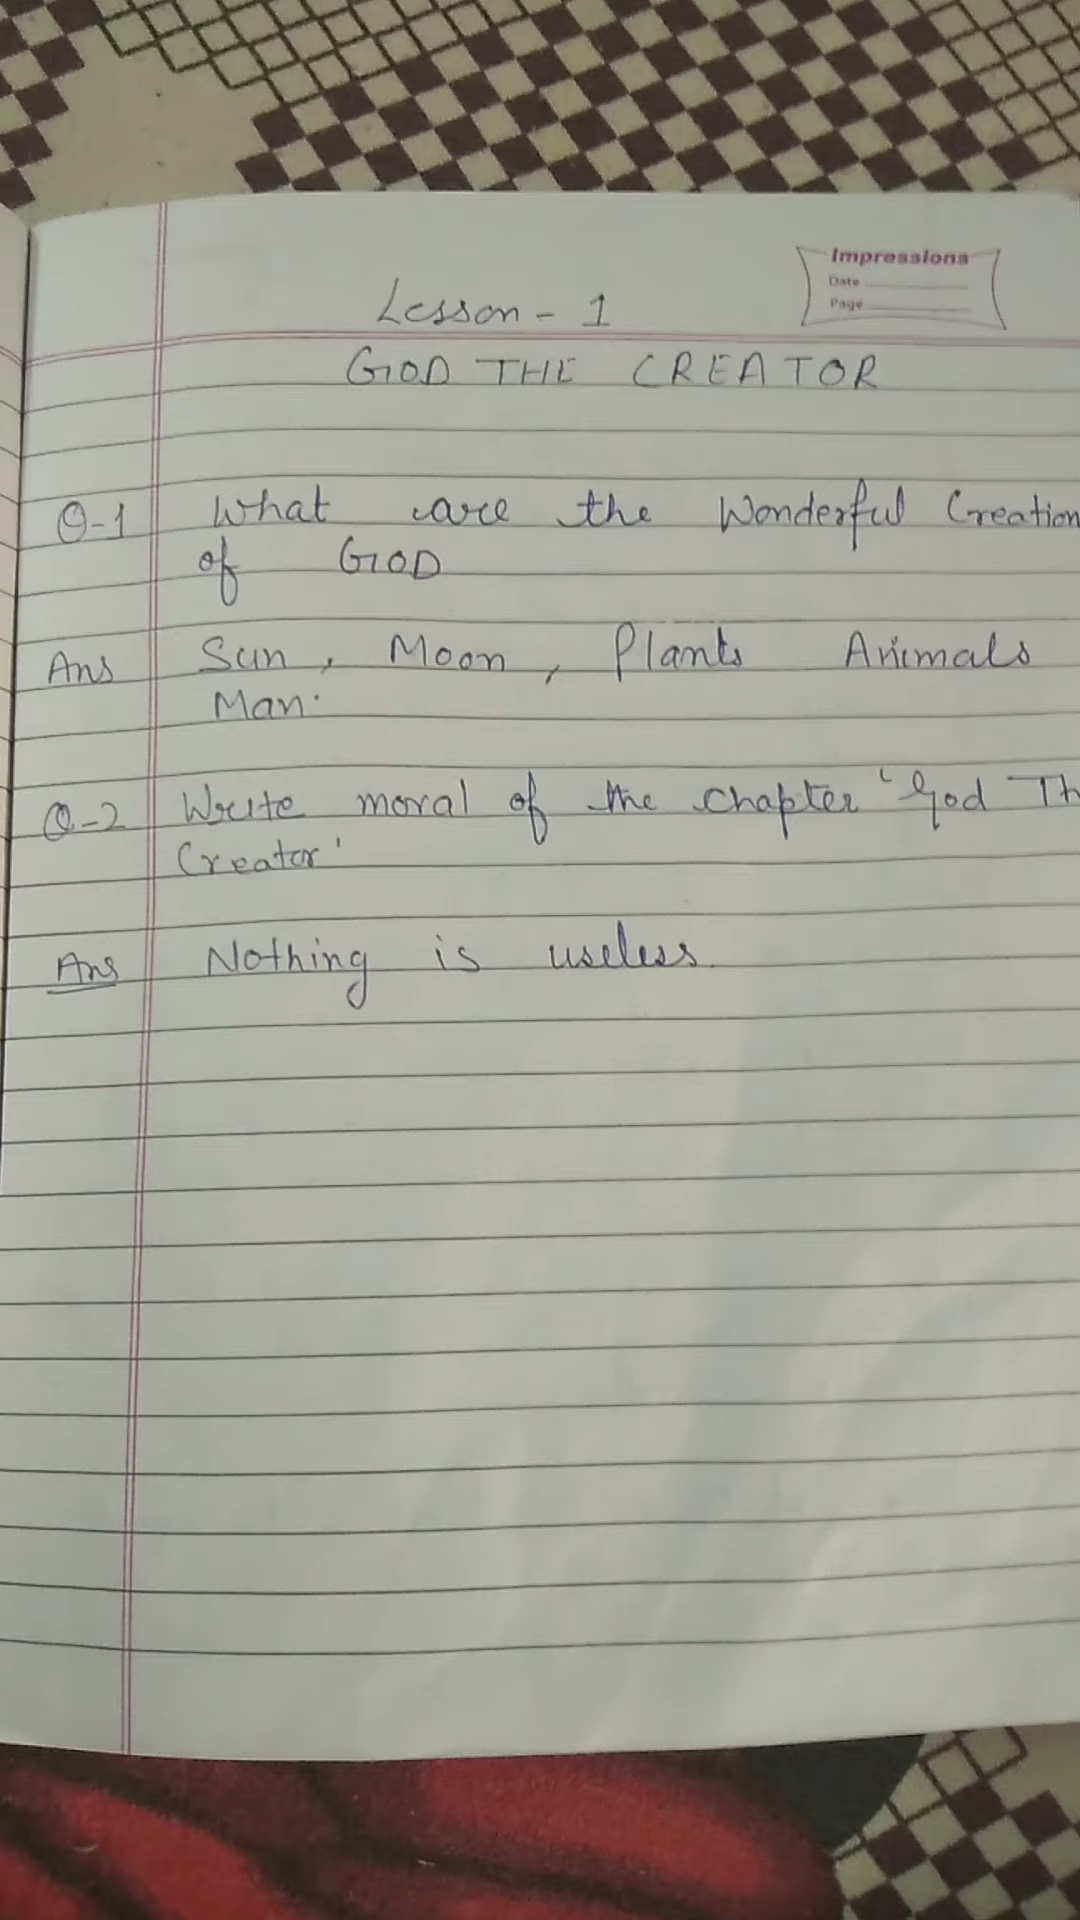 Impressions
Date
Page
Lesson - 1
GOD THE CREATOR
Q-1 What are the Wonderful Creation
of GOD
Ans Sun, Moon, Plants Animals
Man.
Q-2 Write moral of the chapter 'God Th
Creator'
Ans Nothing is useless.